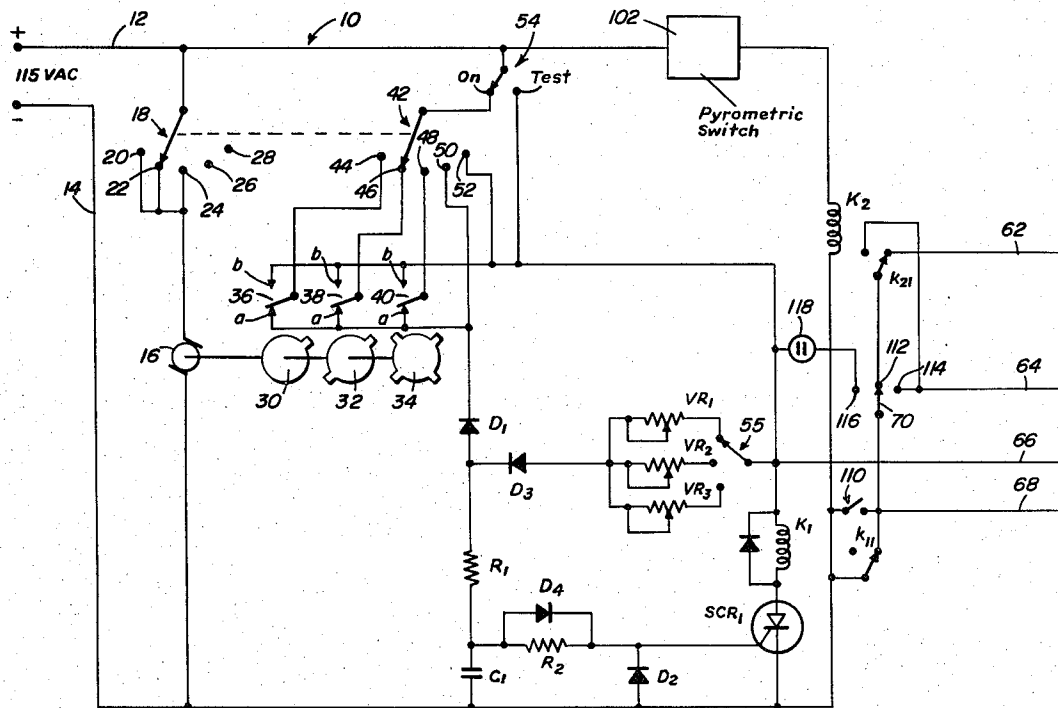 12
10
102
54
+
115 VAC
-
On
Test
Pyrometric
Switch
18
42
48
20
28
44
50
22
26
46
52
24
14
K2
62
b
b
b
k21
36
38
40
a
a
a
118
112
114
64
16
116
70
30
32
34
D1
VR1
55
VR2
66
D3
VR3
110
68
K1
k11
R1
D4
SCR1
R2
C1
D2